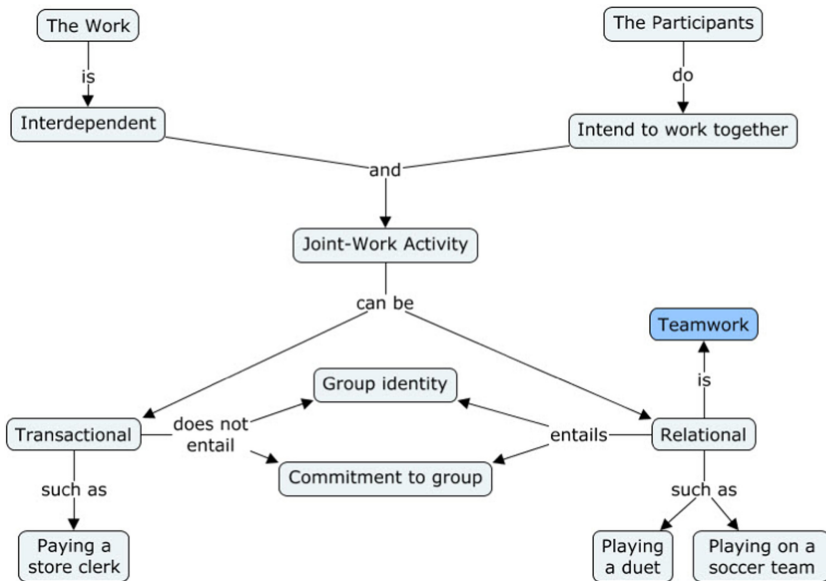 The Work
The Participants
is
do
Interdependent
Intend to work together
and
Joint-Work Activity
can be
Teamwork
is
Group identity
Transactional
does not
entail
entails
Relational
Commitment to group
such as
such as
Paying a
store clerk
Playing
a duet
Playing on a
soccer team